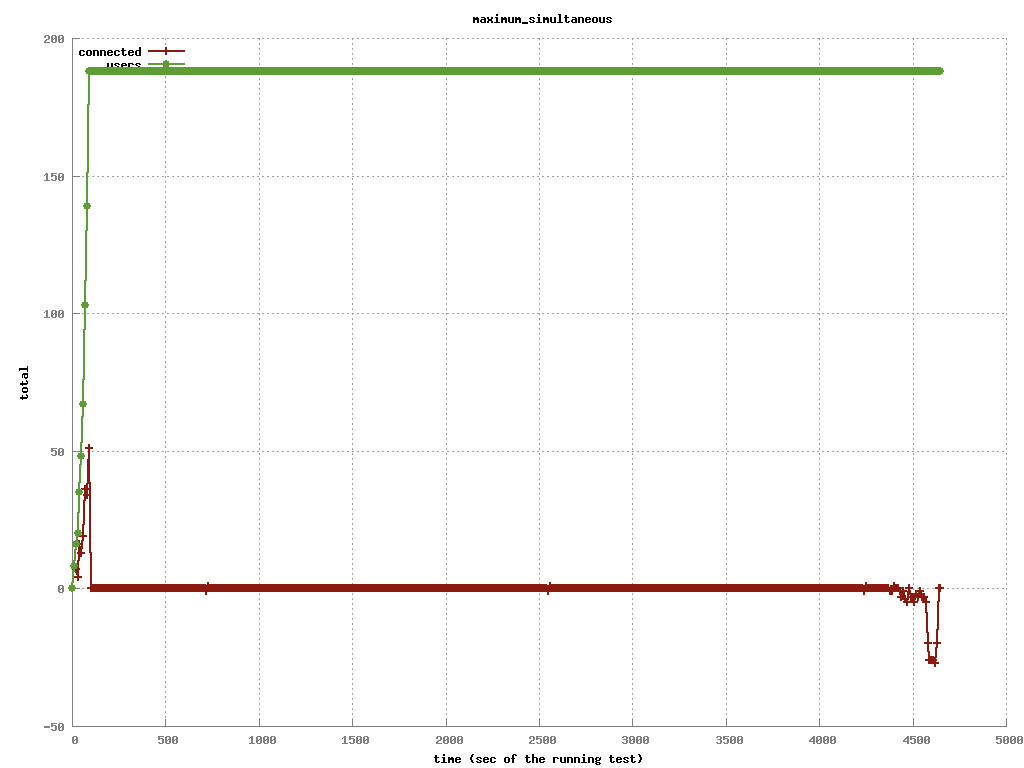 maximum_simultaneous
200
connected
users
150
100
total
50
0
-50
0 500 1000 1500 2000 2500 3000 3500 4000 4500 5000
time (sec of the running test)